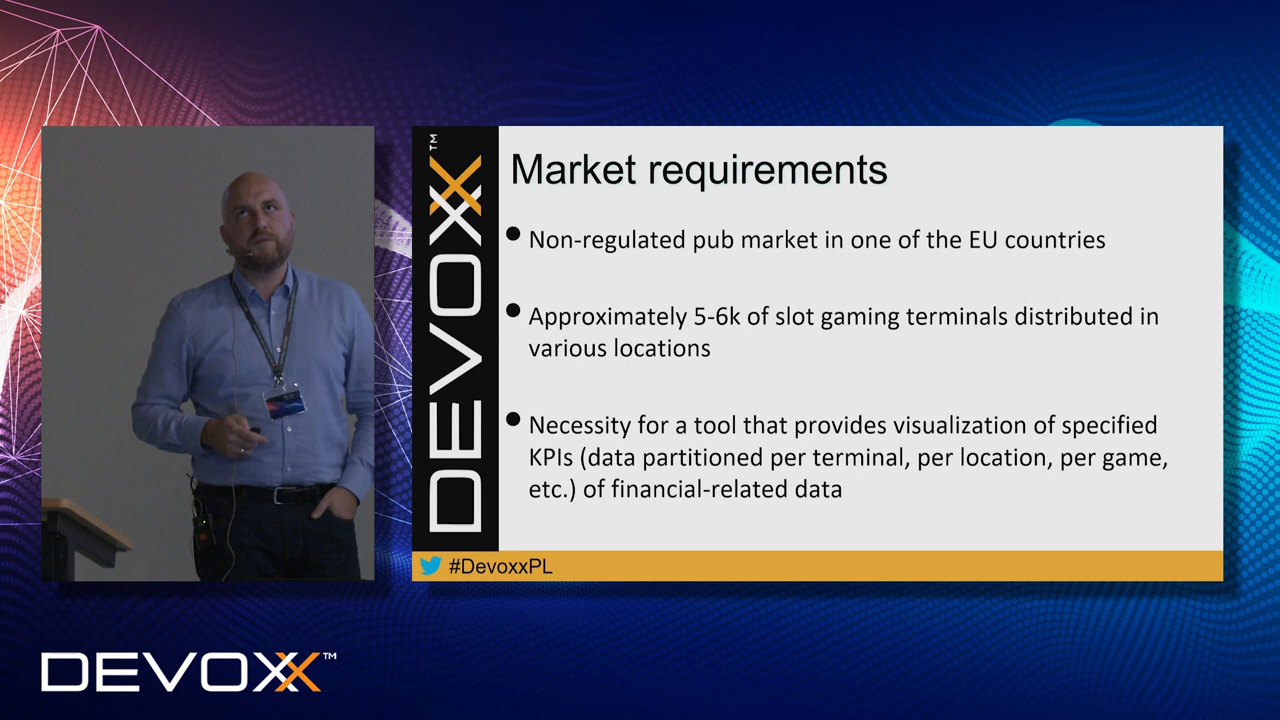 DEVOXX™
Market requirements
• Non-regulated pub market in one of the EU countries
• Approximately 5-6k of slot gaming terminals distributed in
various locations
• Necessity for a tool that provides visualization of specified
KPIs (data partitioned per terminal, per location, per game,
etc.) of financial-related data
#DevoxxPL
DEVOXX™